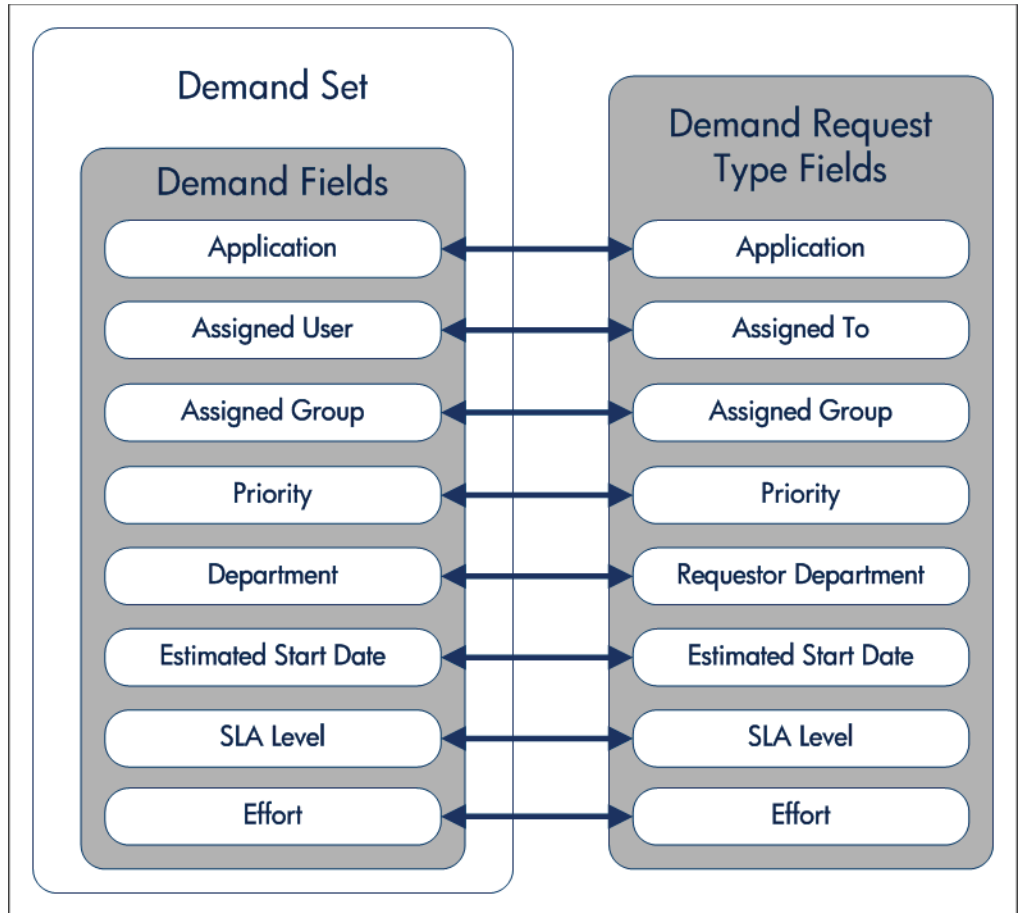 Demand Set
Demand Fields
Application
Assigned User
Assigned Group
Priority
Department
Estimated Start Date
SLA Level
Effort
Demand Request
Type Fields
Application
Assigned To
Assigned Group
Priority
Requestor Department
Estimated Start Date
SLA Level
Effort